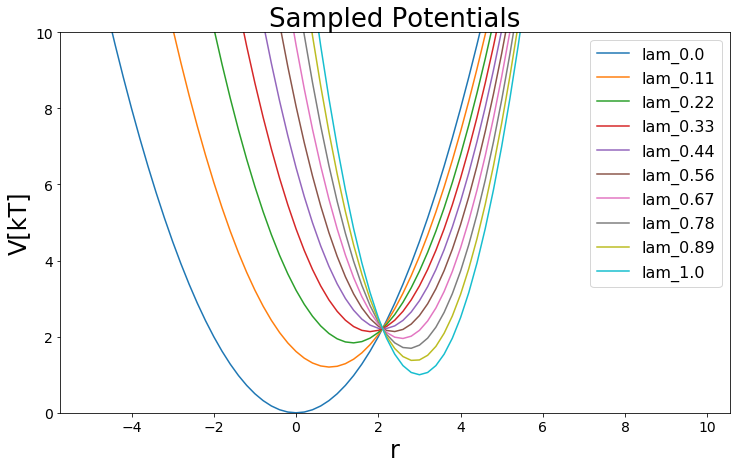 Sampled Potentials
V[kT]
10
8
6
4
2
0
−4
−2
0
2
4
6
8
10
r
lam_0.0
lam_0.11
lam_0.22
lam_0.33
lam_0.44
lam_0.56
lam_0.67
lam_0.78
lam_0.89
lam_1.0